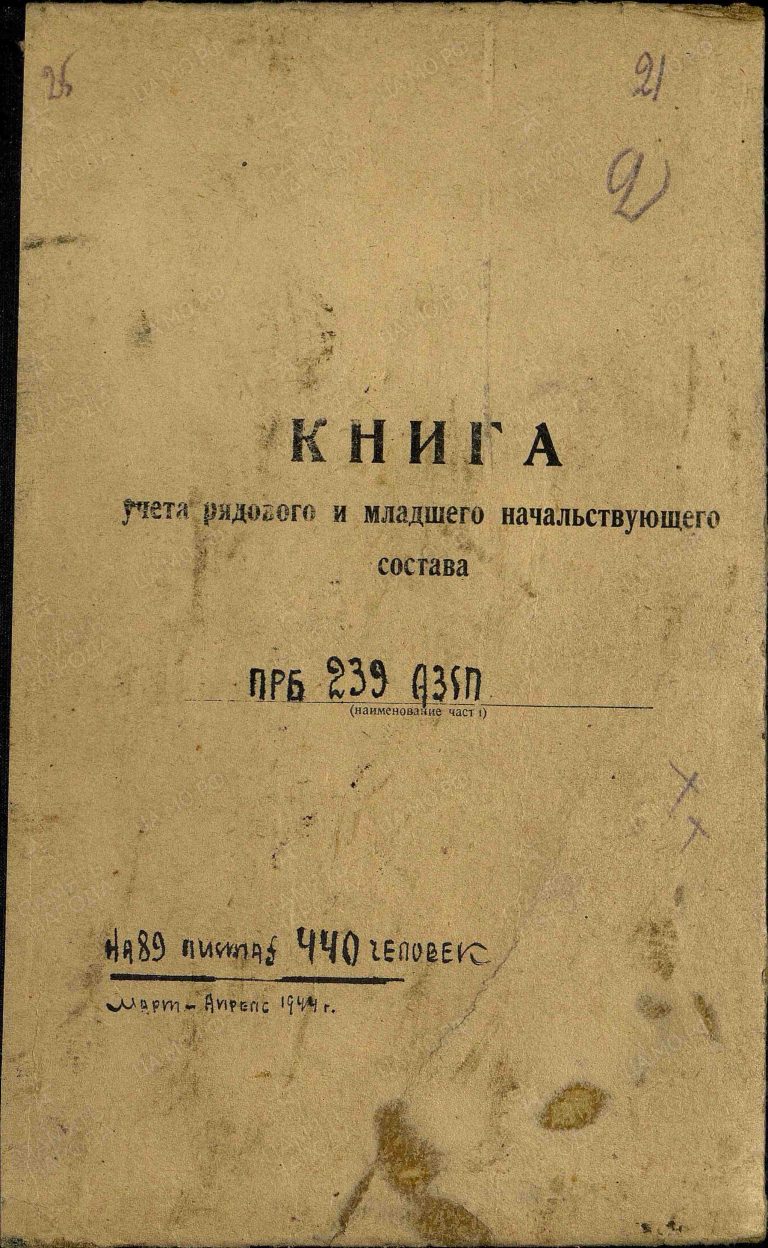 26
21
2
КНИГА
учета рядового и младшего начальствующего
состава
ПРБ 239 АЗСП
(наименование части)
На 89 листах 440 человек
Март - Апрель 1944 г.